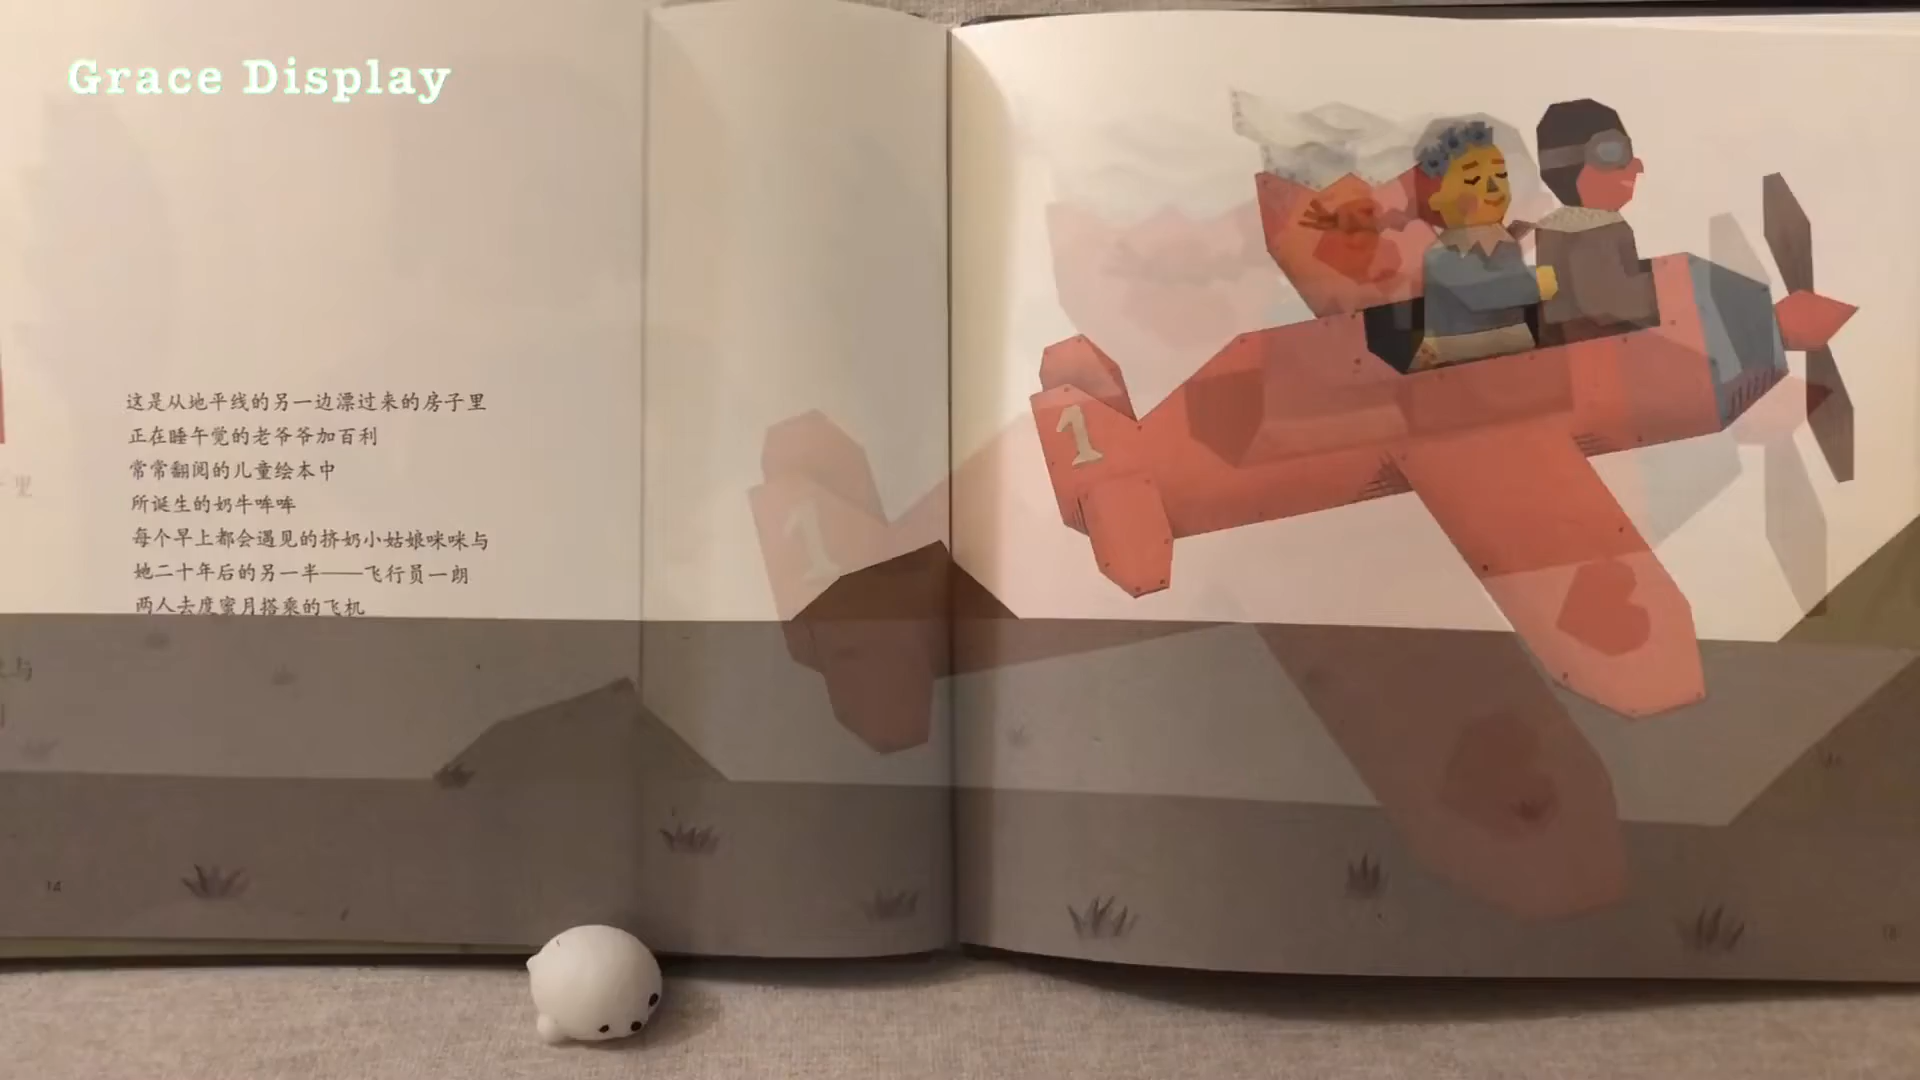 Grace Display
这是从地平线的另一边漂过来的房子里
正在睡午觉的老爷爷加百利
常常翻阅的儿童绘本中
所诞生的奶牛哞哞
每个早上都会遇见的挤奶小姑娘咪咪与
她二十年后的另一半——飞行员一朗
两人去度蜜月搭乘的飞机
里
与
1
1
14